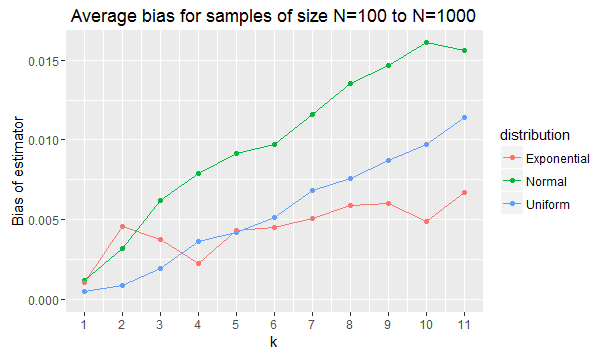 Average bias for samples of size N=100 to N=1000
Bias of estimator
0.015
0.010
0.005
0.000
1 2 3 4 5 6 7 8 9 10 11
k
distribution
Exponential
Normal
Uniform